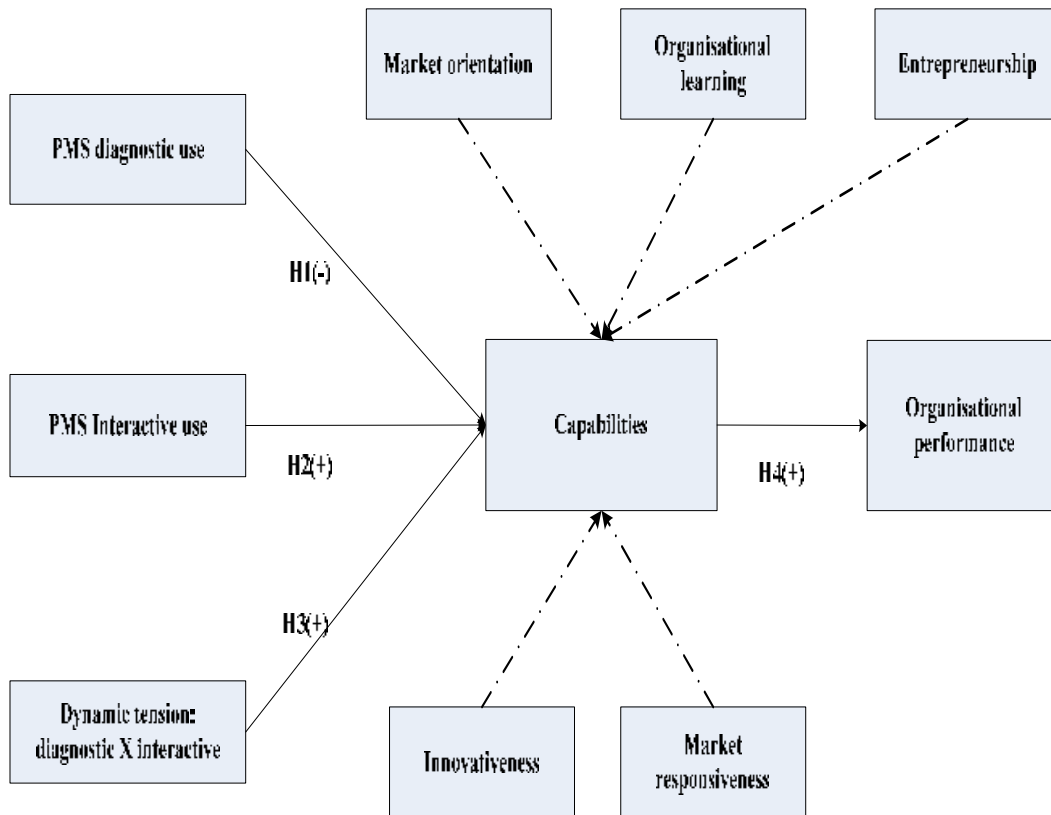 Market orientation
Organisational
learning
Entrepreneurship
PMS diagnostic use
H1(-)
PMS Interactive use
H2(+)
Capabilities
H4(+)
Organisational
performance
H3(+)
Dynamic tension:
diagnostic X interactive
Innovativeness
Market
responsiveness